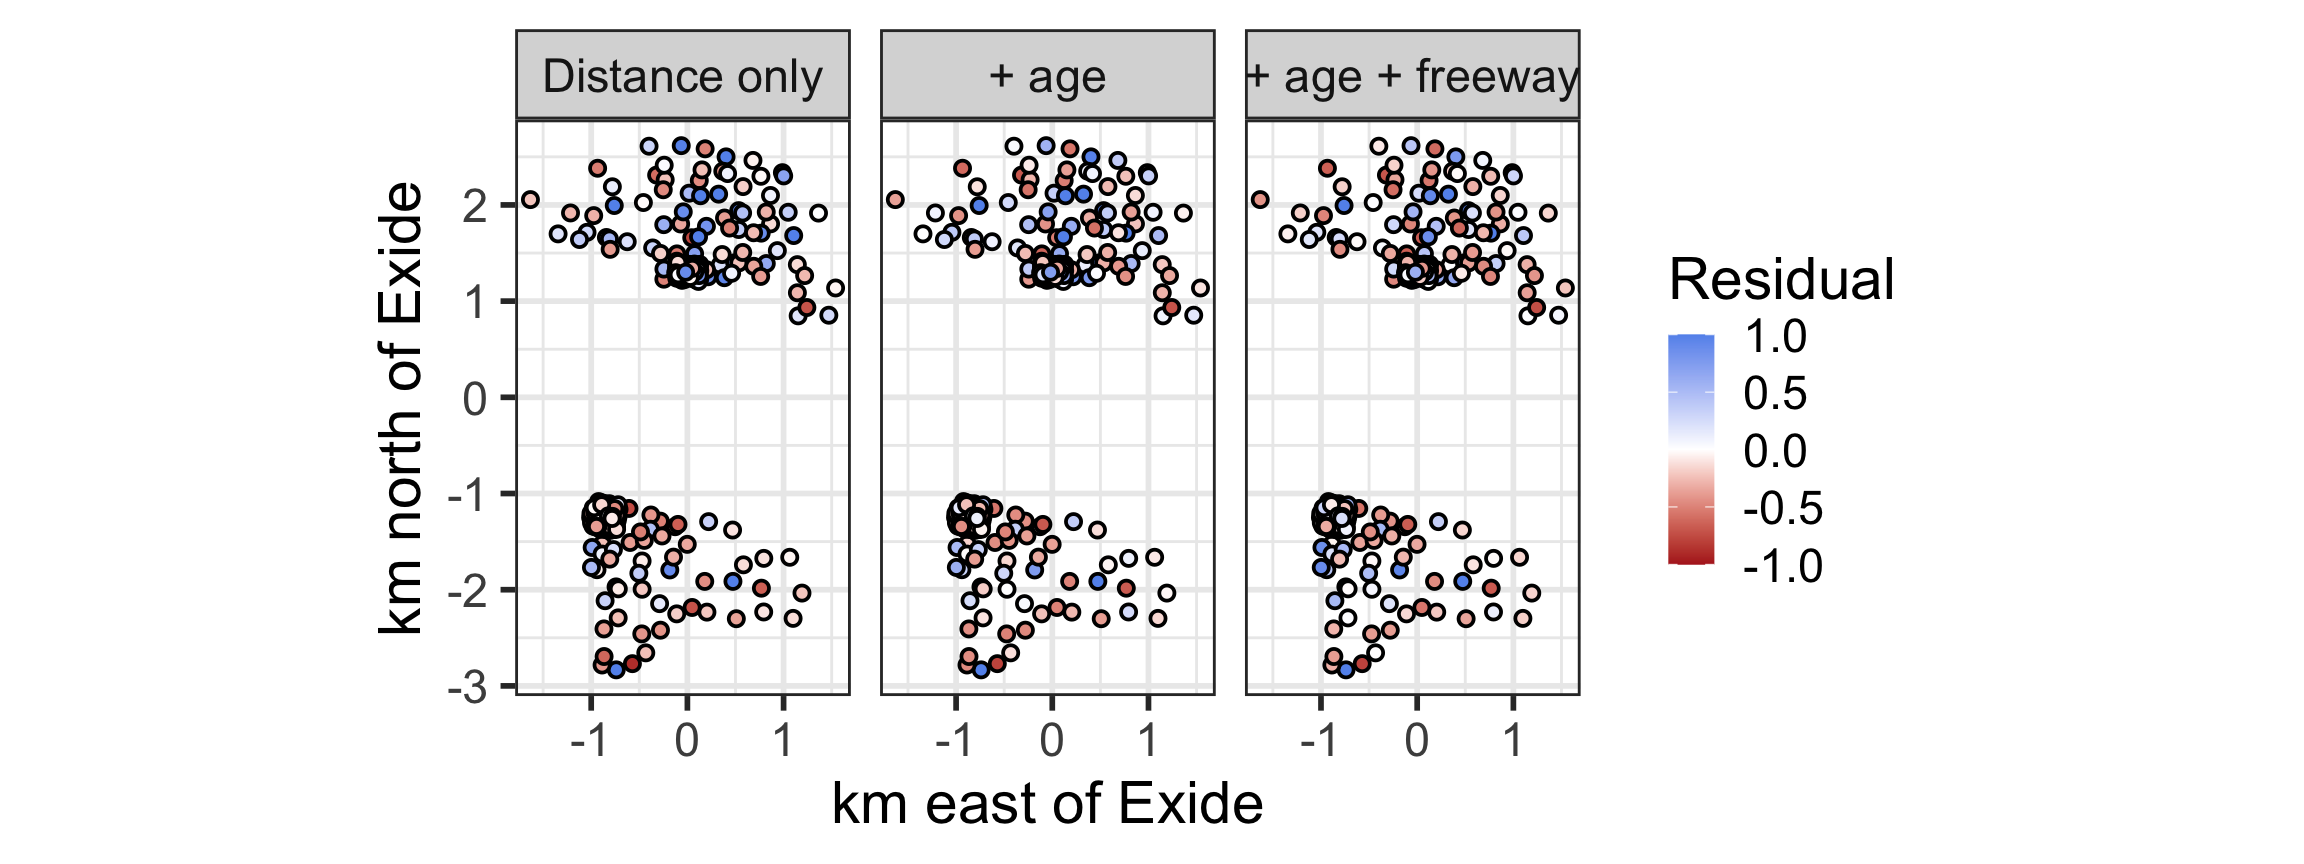 Distance only
+ age
+ age + freeway
km north of Exide
2
1
0
-1
-2
-3
-1 0 1
-1 0 1
-1 0 1
km east of Exide
Residual
1.0
0.5
0.0
-0.5
-1.0